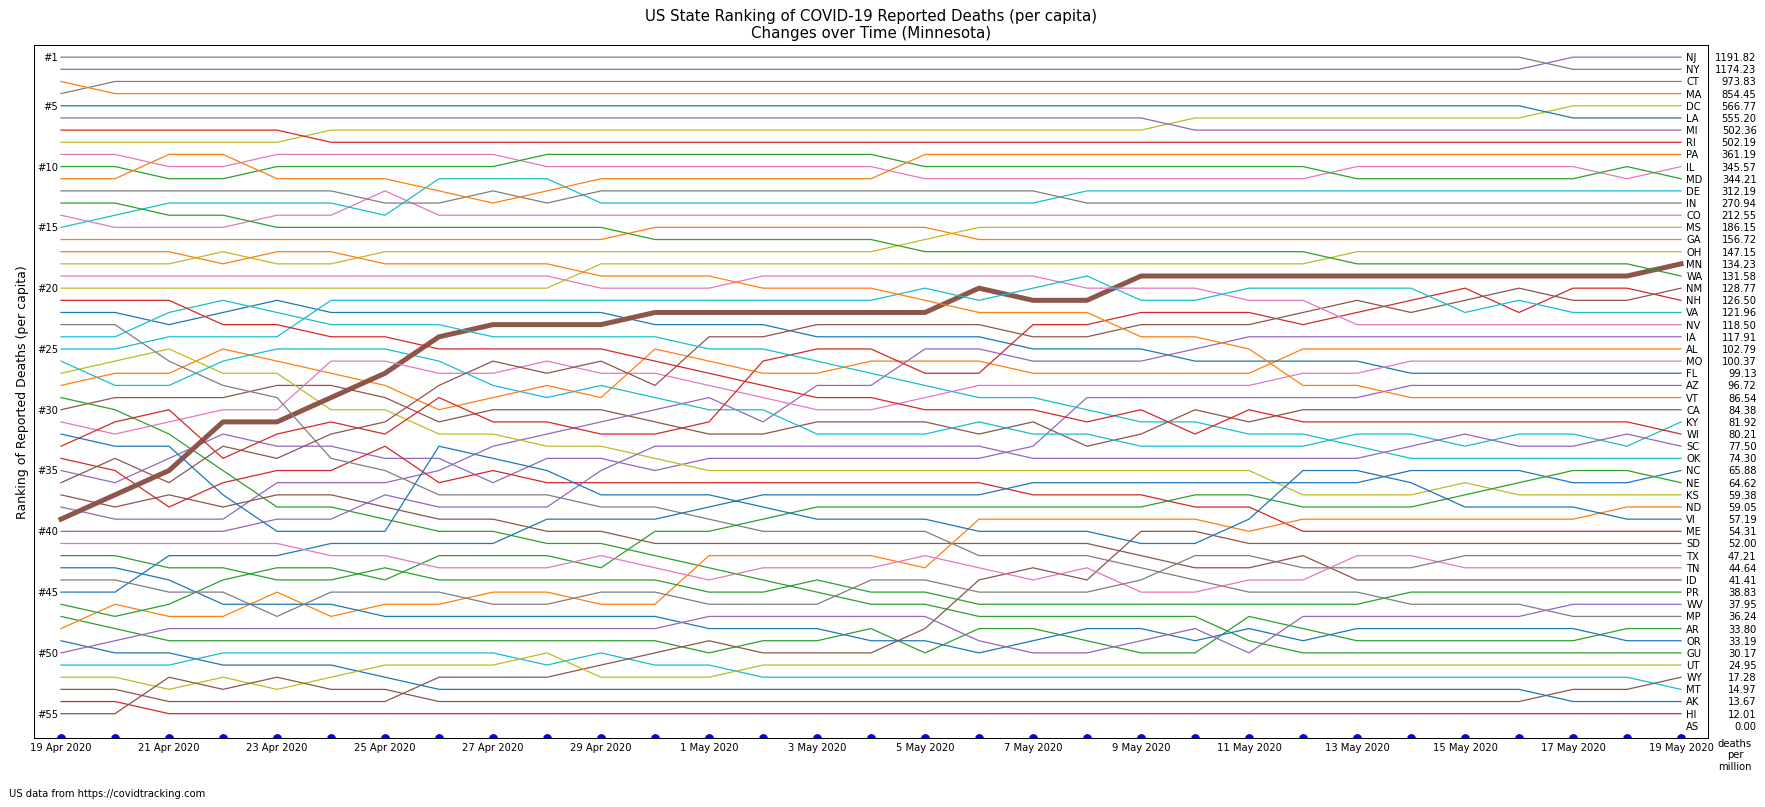 US State Ranking of COVID-19 Reported Deaths (per capita)
Changes over Time (Minnesota)
Ranking of Reported Deaths (per capita)
#1
#5
#10
#15
#20
#25
#30
#35
#40
#45
#50
#55
NJ 1191.82
NY 1174.23
CT 973.83
MA 854.45
DC 566.77
LA 555.20
MI 502.36
RI 502.19
PA 361.19
IL 345.57
MD 344.21
DE 312.19
IN 270.94
CO 212.55
MS 186.15
GA 156.72
OH 147.15
MN 134.23
WA 131.58
NM 128.77
NH 126.50
VA 121.96
NV 118.50
IA 117.91
AL 102.79
MO 100.37
FL 99.13
AZ 96.72
VT 86.54
CA 84.38
KY 81.92
WI 80.21
SC 77.50
OK 74.30
NC 65.88
NE 64.62
KS 59.38
ND 59.05
VI 57.19
ME 54.31
SD 52.00
TX 47.21
TN 44.64
ID 41.41
PR 38.83
WV 37.95
MP 36.24
AR 33.80
OR 33.19
GU 30.17
UT 24.95
WY 17.28
MT 14.97
AK 13.67
HI 12.01
AS 0.00
19 Apr 2020 21 Apr 2020 23 Apr 2020 25 Apr 2020 27 Apr 2020 29 Apr 2020 1 May 2020 3 May 2020 5 May 2020 7 May 2020 9 May 2020 11 May 2020 13 May 2020 15 May 2020 17 May 2020 19 May 2020
deaths
per
million
US data from https://covidtracking.com